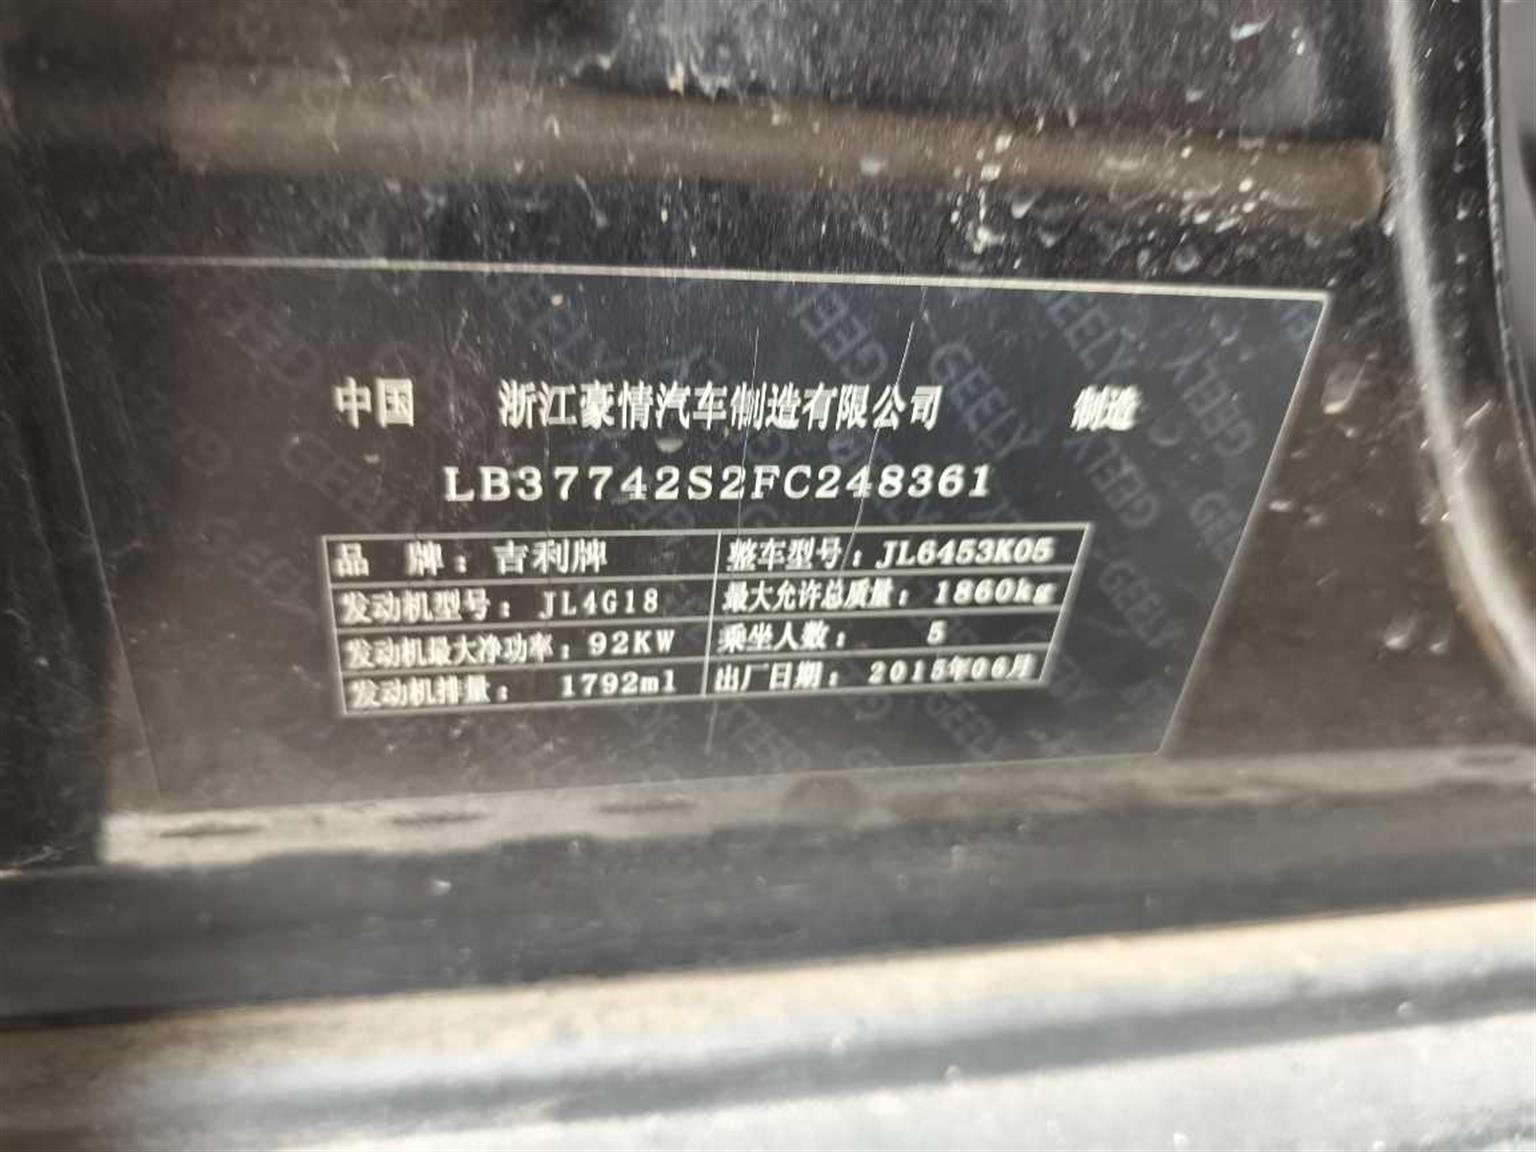 中国 浙江豪情汽车制造有限公司 制造
LB37742S2FC248361
品 牌：吉利牌 整车型号：JL6453K05
发动机型号：JL4G18 最大允许总质量：1860kg
发动机最大净功率：92KW 乘坐人数：5
发动机排量：1792ml 出厂日期：2015年06月
GEELY